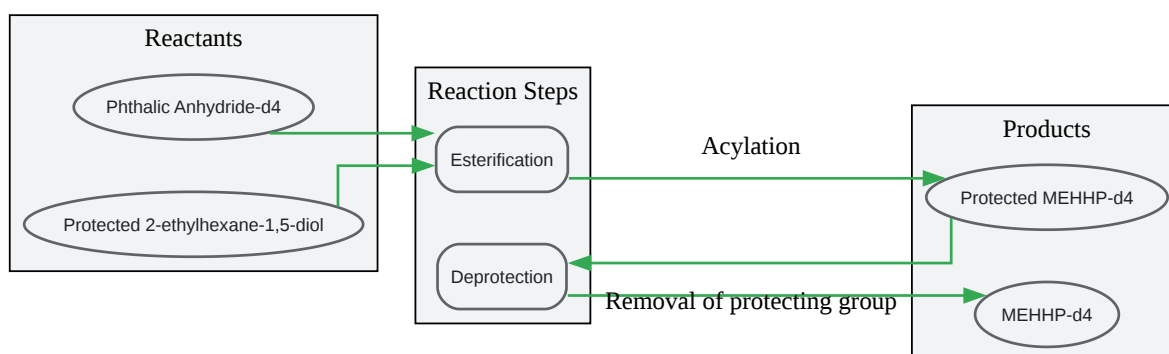 Reactants
Phthalic Anhydride-d4
Protected 2-ethylhexane-1,5-diol
Reaction Steps
Esterification
Deprotection
Acylation
Removal of protecting group
Products
Protected MEHHP-d4
MEHHP-d4